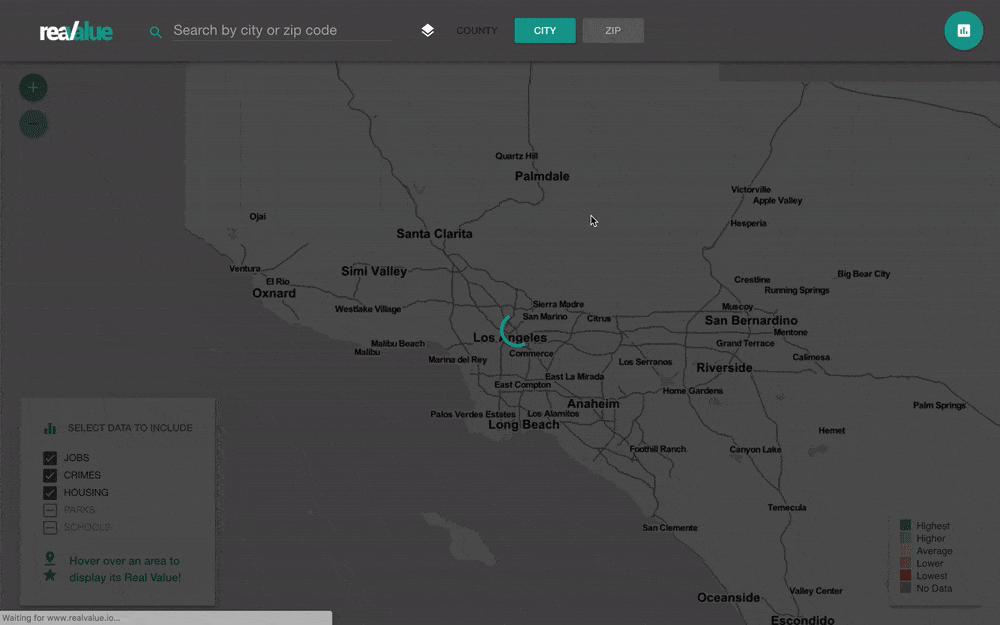 realvalue
Search by city or zip code
COUNTY
CITY
ZIP
Quartz Hill
Palmdale
Victorville
Apple Valley
Hesperia
Ojai
Santa Clarita
Ventura
El Rio
Oxnard
Simi Valley
Westlake Village
Sierra Madre
San Marino
Citrus
Crestline
Big Bear City
Running Springs
Muscoy
San Bernardino
Mentone
Grand Terrace
Calimesa
Los Angeles
Commerce
Malibu Beach
Malibu
Marina del Rey
Los Serranos
Riverside
East La Mirada
East Compton
Home Gardens
Anaheim
Palos Verdes Estates
Los Alamitos
Long Beach
Palm Springs
Hemet
Foothill Ranch
Canyon Lake
Temecula
San Clemente
Oceanside
Valley Center
Escondido
SELECT DATA TO INCLUDE
JOBS
CRIMES
HOUSING
PARKS
SCHOOLS
Hover over an area to
display its Real Value!
Highest
Higher
Average
Lower
Lowest
No Data
Waiting for www.realvalue.io...